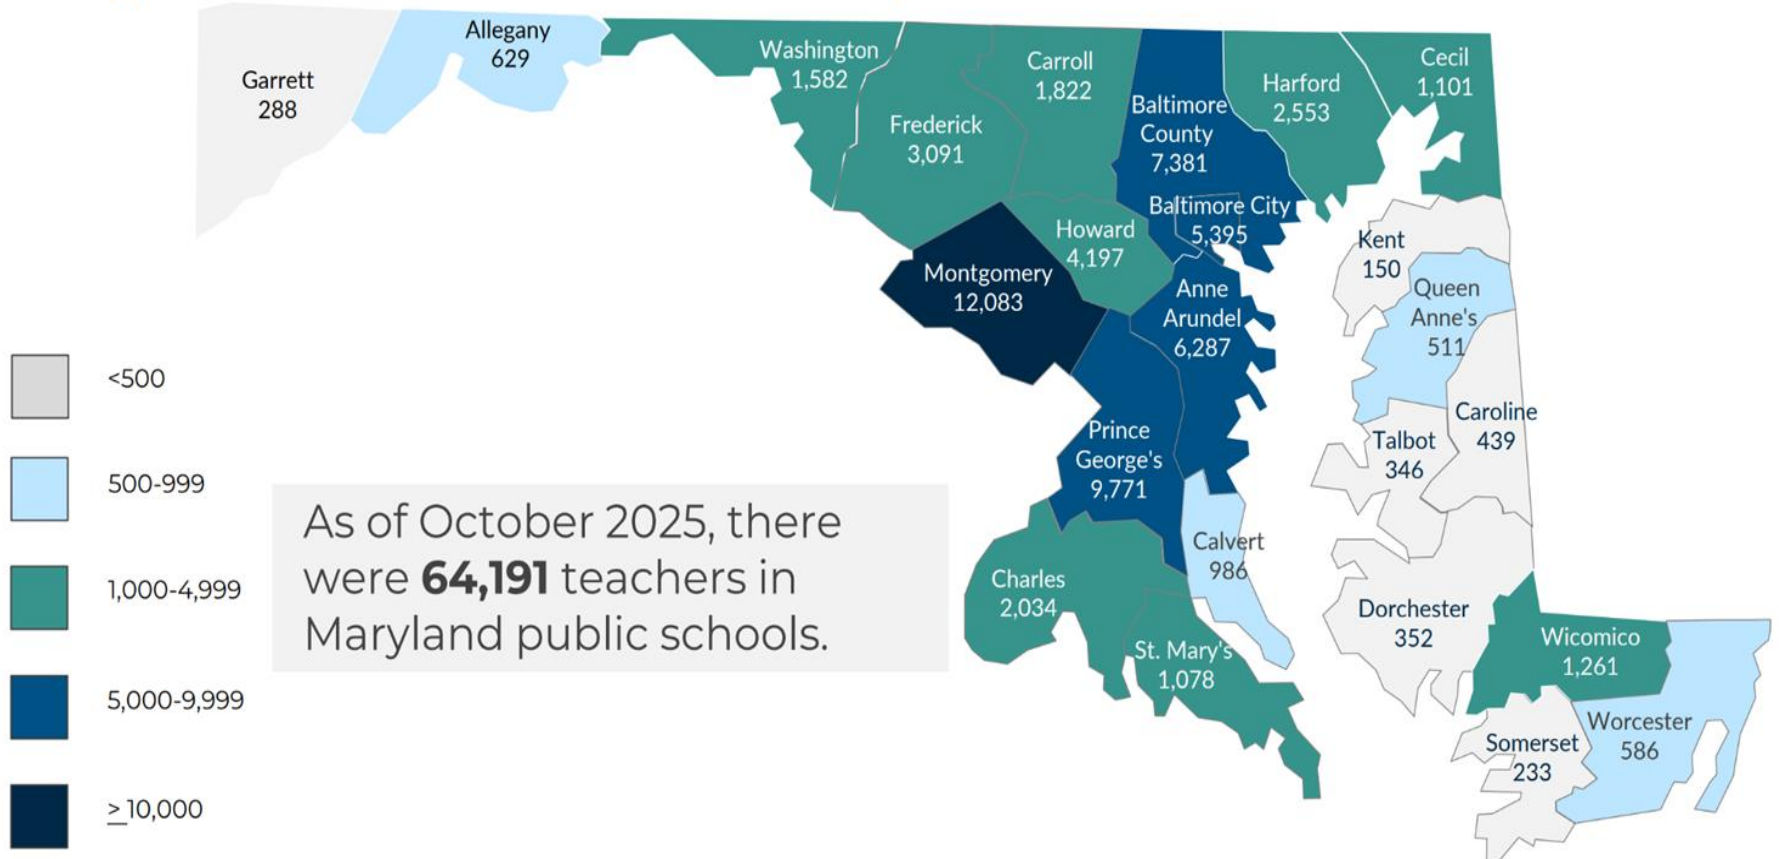 Garrett
288
Allegany
629
Washington
1,582
Frederick
3,091
Carroll
1,822
Baltimore
County
7,381
Harford
2,553
Cecil
1,101
Baltimore City
5,395
Howard
4,197
Montgomery
12,083
Anne
Arundel
6,287
Kent
150
Queen
Anne's
511
Caroline
439
Talbot
346
Prince
George's
9,771
Calvert
986
Charles
2,034
St. Mary's
1,078
Dorchester
352
Wicomico
1,261
Worcester
586
Somerset
233
<500
500-999
1,000-4,999
5,000-9,999
≥10,000
As of October 2025, there
were 64,191 teachers in
Maryland public schools.